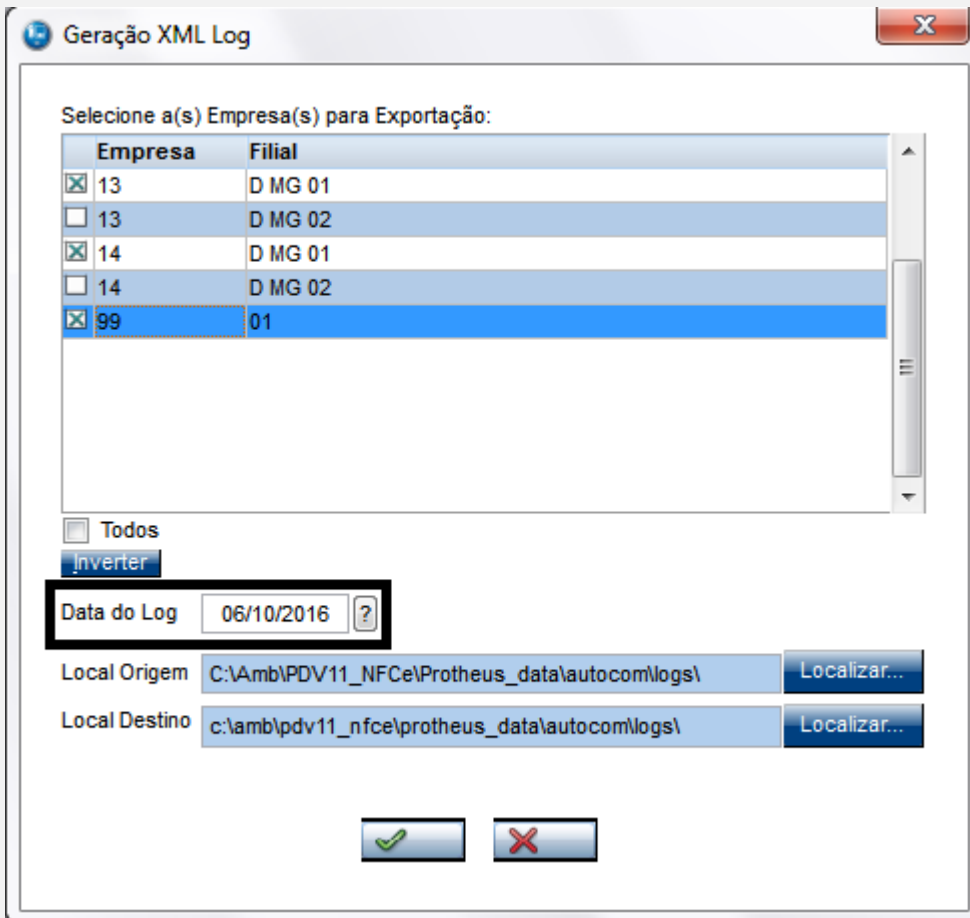 Geração XML Log
Selecione a(s) Empresa(s) para Exportação:
Empresa Filial
13 D MG 01
13 D MG 02
14 D MG 01
14 D MG 02
99 01
Todos
Inverter
Data do Log 06/10/2016 ?
Local Origem C:\Amb\PDV11_NFCe\Protheus_data\autocom\logs\ Localizar...
Local Destino c:\amb\pdv11_nfce\protheus_data\autocom\logs\ Localizar...